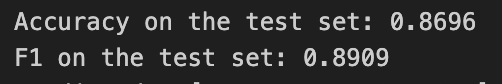 Accuracy on the test set: 0.8696
F1 on the test set: 0.8909